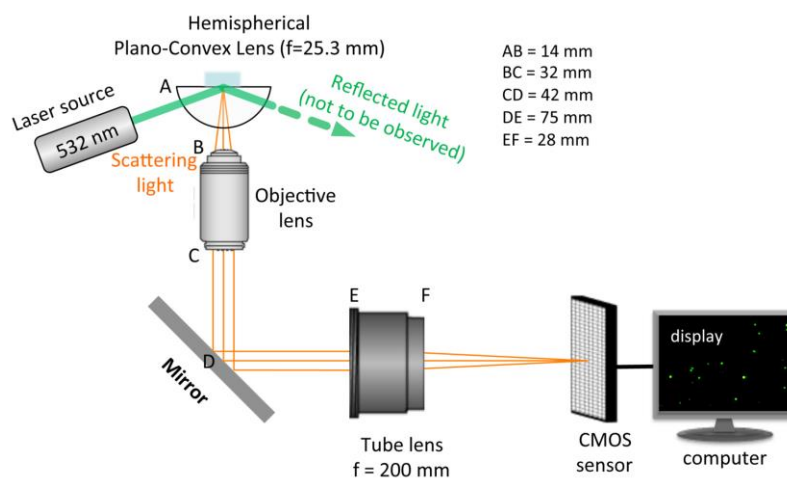 Hemispherical
Plano-Convex Lens (f=25.3 mm)
AB = 14 mm
BC = 32 mm
CD = 42 mm
DE = 75 mm
EF = 28 mm
A
Laser source
532 nm
Reflected light
(not to be observed)
B
Scattering
light
Objective
lens
C
E
F
D
Mirror
display
Tube lens
f = 200 mm
CMOS
sensor
computer